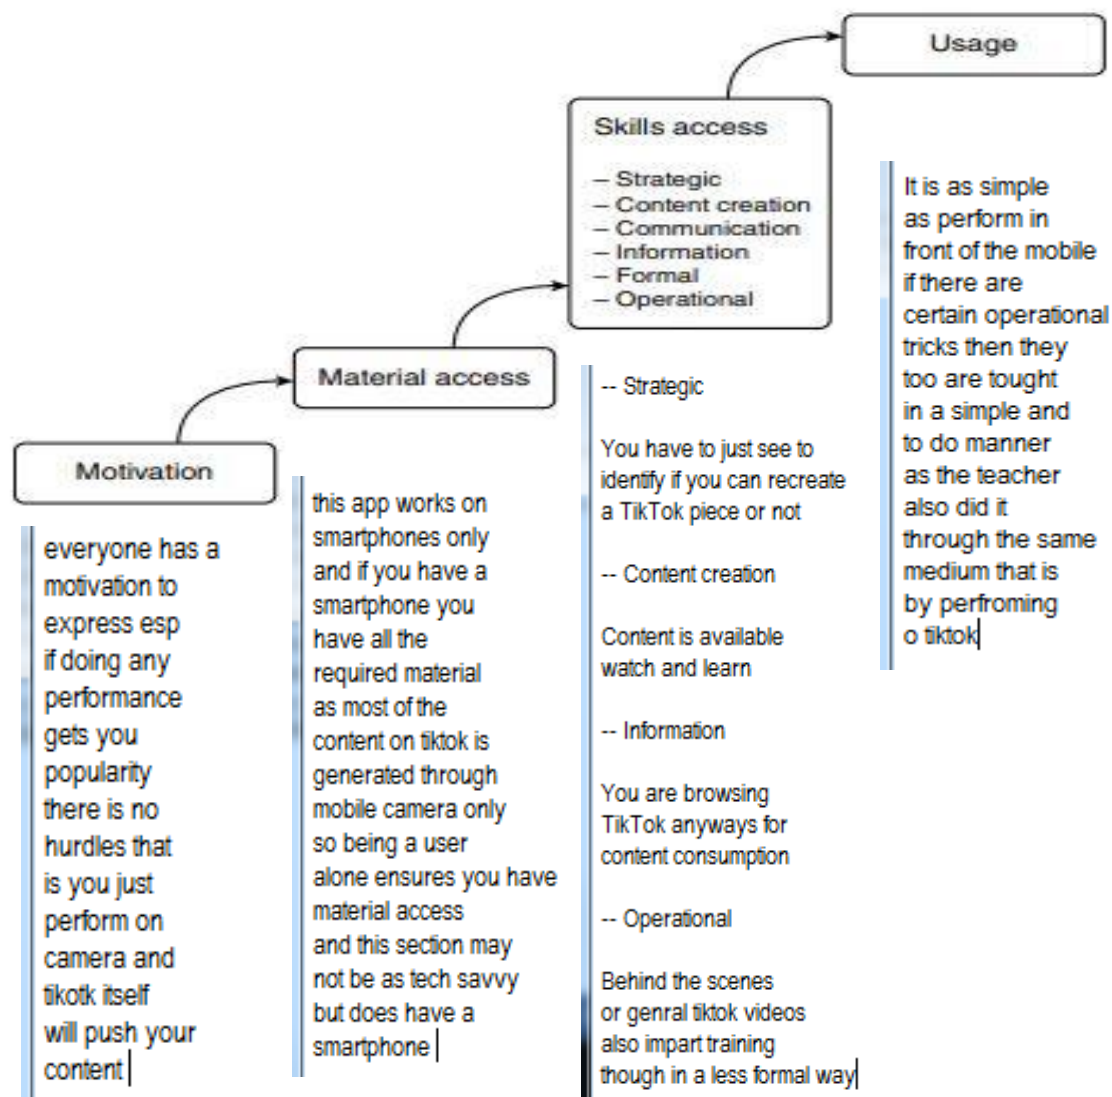 Usage
Skills access
– Strategic
– Content creation
– Communication
– Information
– Formal
– Operational
Material access
Motivation
everyone has a
motivation to
express esp
if doing any
performance
gets you
popularity
there is no
hurdles that
is you just
perform on
camera and
tikotk itself
will push your
content
this app works on
smartphones only
and if you have a
smartphone you
have all the
required material
as most of the
content on tiktok is
generated through
mobile camera only
so being a user
alone ensures you have
material access
and this section may
not be as tech savvy
but does have a
smartphone
-- Strategic
You have to just see to
identify if you can recreate
a TikTok piece or not
-- Content creation
Content is available
watch and learn
-- Information
You are browsing
TikTok anyways for
content consumption
-- Operational
Behind the scenes
or genral tiktok videos
also impart training
though in a less formal way
It is as simple
as perform in
front of the mobile
if there are
certain operational
tricks then they
too are tought
in a simple and
to do manner
as the teacher
also did it
through the same
medium that is
by perfroming
o tiktok